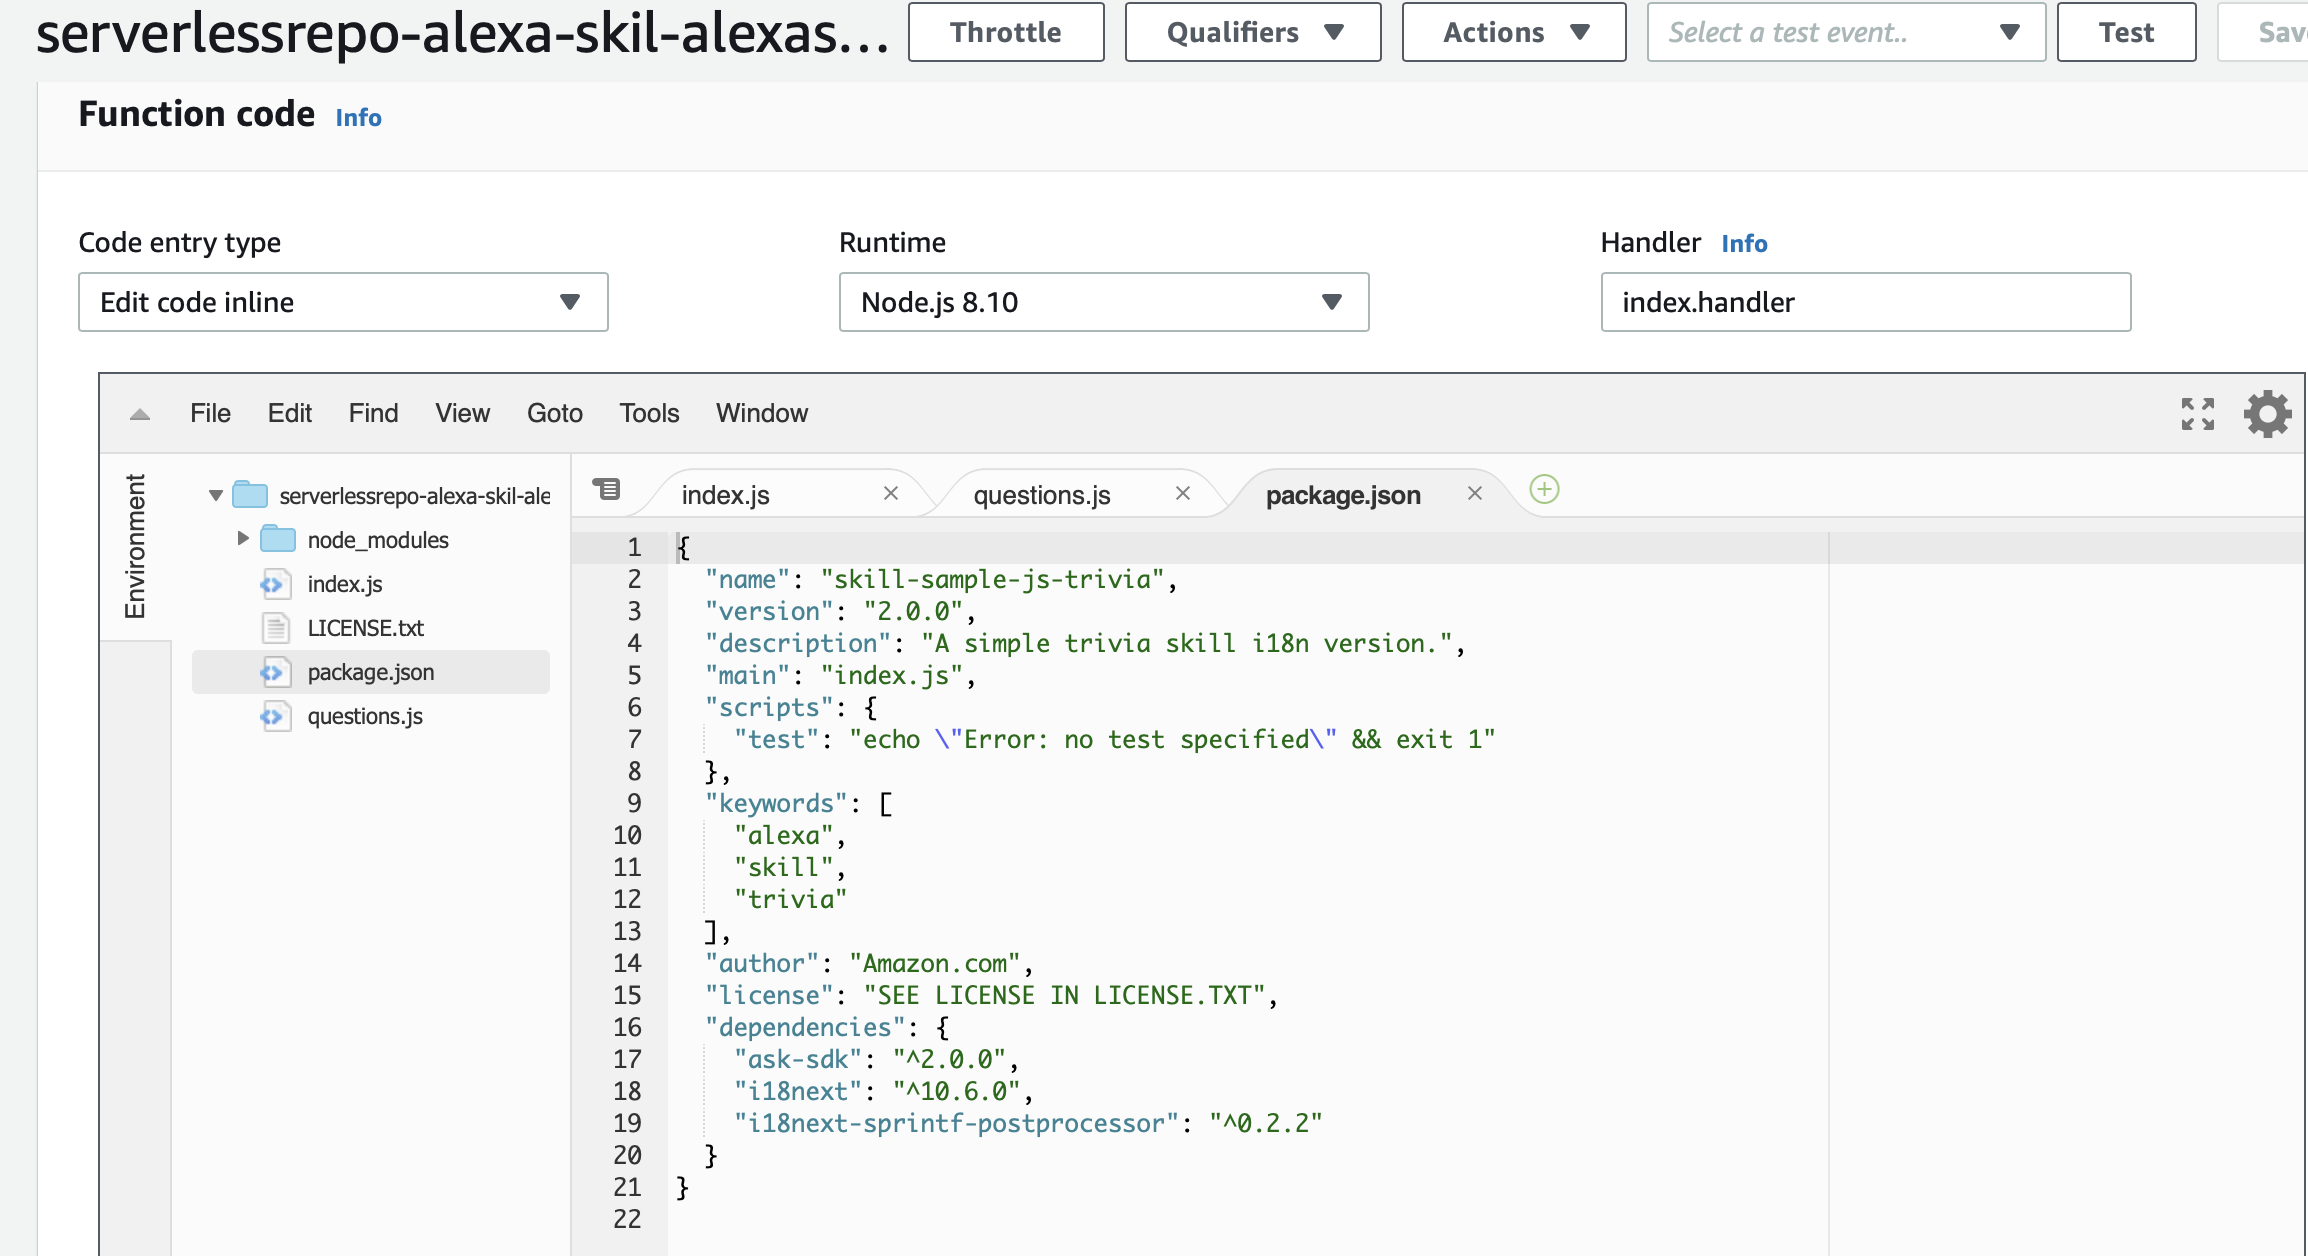 serverlessrepo-alexa-skil-alexas...
Throttle
Qualifiers
Actions
Select a test event..
Test
Function code Info
Code entry type
Runtime
Handler Info
Edit code inline
Node.js 8.10
index.handler
File Edit Find View Goto Tools Window
Environment
serverlessrepo-alexa-skil-ale
node_modules
index.js
LICENSE.txt
package.json
questions.js
index.js
questions.js
package.json
1 {
2 "name": "skill-sample-js-trivia",
3 "version": "2.0.0",
4 "description": "A simple trivia skill i18n version.",
5 "main": "index.js",
6 "scripts": {
7 "test": "echo \"Error: no test specified\" && exit 1"
8 },
9 "keywords": [
10 "alexa",
11 "skill",
12 "trivia"
13 ],
14 "author": "Amazon.com",
15 "license": "SEE LICENSE IN LICENSE.TXT",
16 "dependencies": {
17 "ask-sdk": "^2.0.0",
18 "i18next": "^10.6.0",
19 "i18next-sprintf-postprocessor": "^0.2.2"
20 }
21 }
22